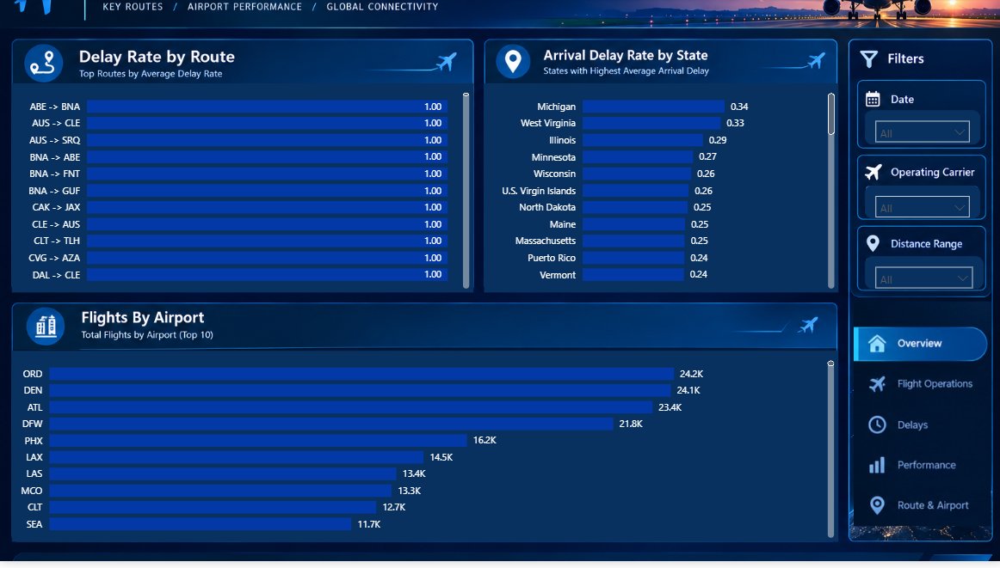 KEY ROUTES / AIRPORT PERFORMANCE / GLOBAL CONNECTIVITY
Delay Rate by Route
Top Routes by Average Delay Rate
ABE -> BNA 1.00
AUS -> CLE 1.00
AUS -> SRQ 1.00
BNA -> ABE 1.00
BNA -> FNT 1.00
BNA -> GUF 1.00
CAK -> JAX 1.00
CLE -> AUS 1.00
CLT -> TLH 1.00
CVG -> AZA 1.00
DAL -> CLE 1.00
Arrival Delay Rate by State
States with Highest Average Arrival Delay
Michigan 0.34
West Virginia 0.33
Illinois 0.29
Minnesota 0.27
Wisconsin 0.26
U.S. Virgin Islands 0.26
North Dakota 0.25
Maine 0.25
Massachusetts 0.25
Puerto Rico 0.24
Vermont 0.24
Flights By Airport
Total Flights by Airport (Top 10)
ORD 24.2K
DEN 24.1K
ATL 23.4K
DFW 21.8K
PHX 16.2K
LAX 14.5K
LAS 13.4K
MCO 13.3K
CLT 12.7K
SEA 11.7K
Filters
Date
All
Operating Carrier
All
Distance Range
All
Overview
Flight Operations
Delays
Performance
Route & Airport